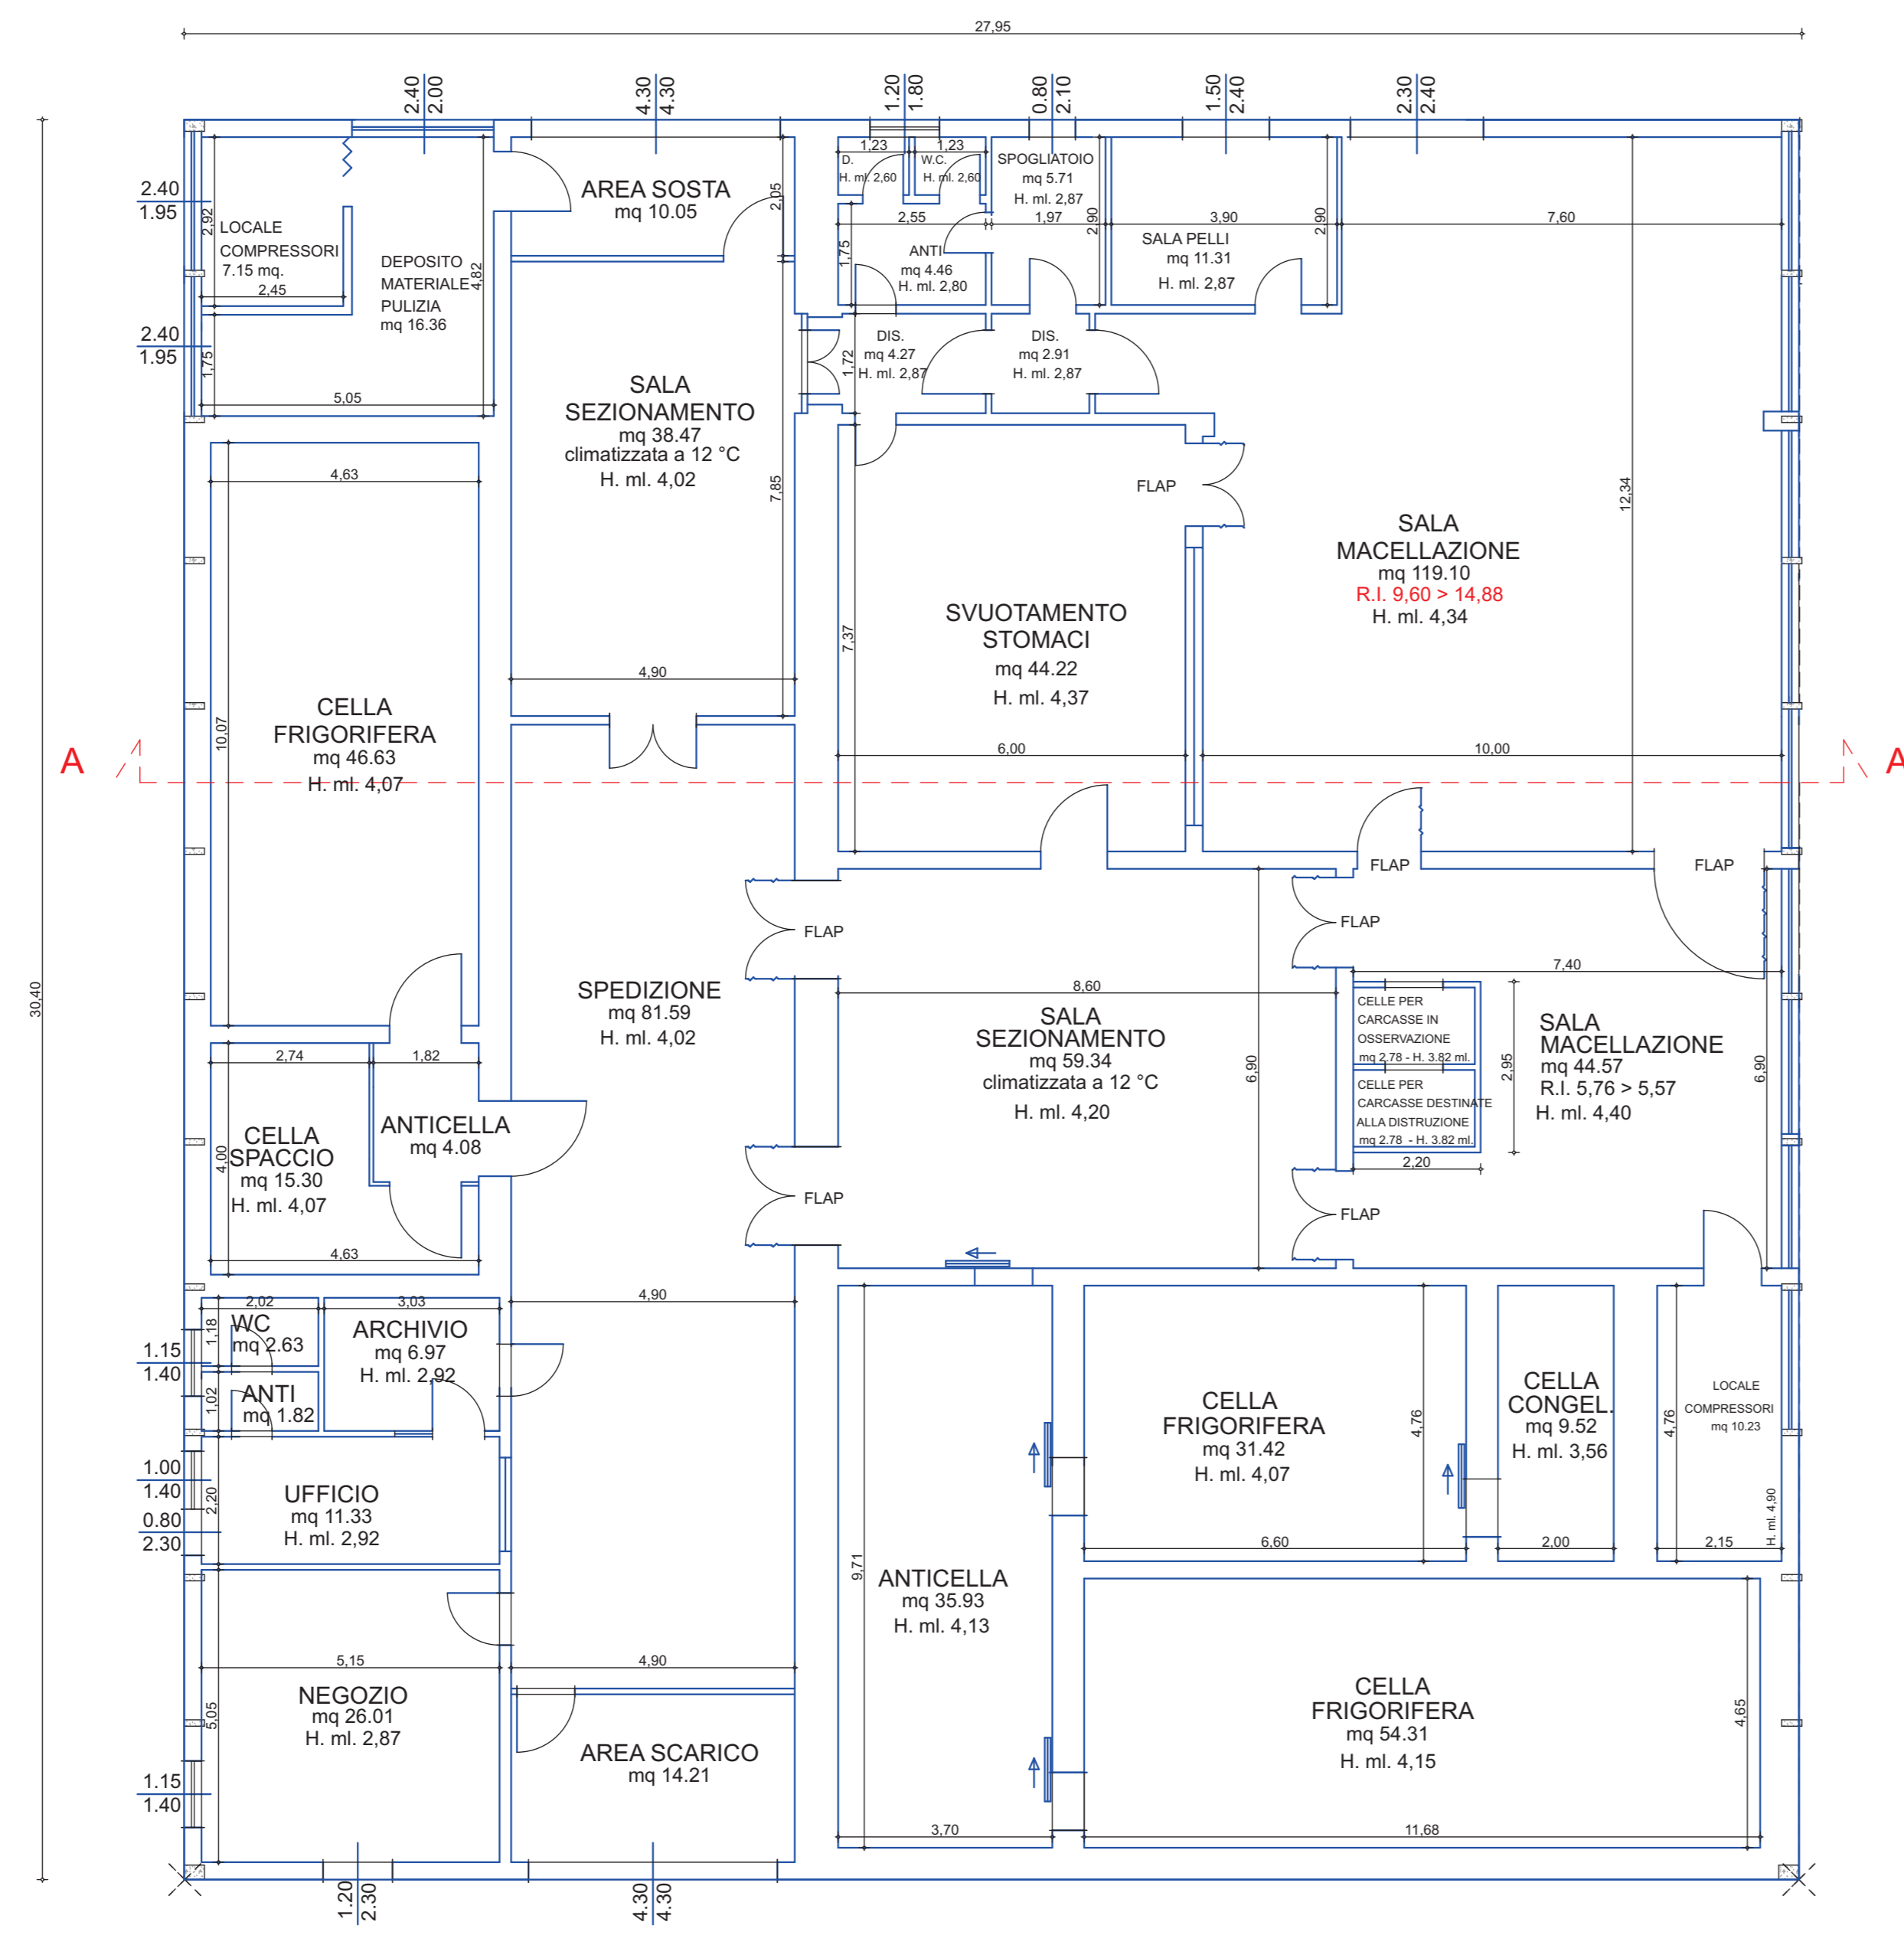 27,95
2.40
2.00
4.30
4.30
1.20
1.80
0.80
2.10
1.50
2.40
2.30
2.40
2.40
1.95
2,92
LOCALE
COMPRESSORI
7.15 mq.
2,45
DEPOSITO
MATERIALE
PULIZIA
mq 16.36
4,82
2.40
1.95
1,75
5,05
AREA SOSTA
mq 10.05
2,05
1,23
1,23
D.
H. ml. 2,60
W.C.
H. ml. 2,60
SPOGLIATOIO
mq 5.71
H. ml. 2,87
2,55
1,97
2,90
3,90
2,90
7,60
1,75
ANTI
mq 4.46
H. ml. 2,80
SALA PELLI
mq 11.31
H. ml. 2,87
DIS.
mq 4.27
H. ml. 2,87
1,72
DIS.
mq 2.91
H. ml. 2,87
SALA
SEZIONAMENTO
mq 38.47
climatizzata a 12 °C
H. ml. 4,02
7,85
4,90
4,63
CELLA
FRIGORIFERA
mq 46.63
H. ml. 4,07
10,07
FLAP
SVUOTAMENTO
STOMACI
mq 44.22
H. ml. 4,37
7,37
6,00
SALA
MACELLAZIONE
mq 119.10
R.I. 9,60 > 14,88
H. ml. 4,34
12,34
10,00
A
A
30,40
FLAP
FLAP
FLAP
FLAP
SPEDIZIONE
mq 81.59
H. ml. 4,02
8,60
SALA
SEZIONAMENTO
mq 59.34
climatizzata a 12 °C
H. ml. 4,20
6,90
7,40
CELLE PER
CARCASSE IN
OSSERVAZIONE
mq 2.78 - H. 3.82 ml.
CELLE PER
CARCASSE DESTINATE
ALLA DISTRUZIONE
mq 2.78 - H. 3.82 ml.
2,95
2,20
SALA
MACELLAZIONE
mq 44.57
R.I. 5,76 > 5,57
H. ml. 4,40
6,90
2,74
1,82
ANTICELLA
mq 4.08
CELLA
SPACCIO
mq 15.30
H. ml. 4,07
4,00
4,63
FLAP
FLAP
4,90
2,02
3,03
WC
mq 2.63
1,18
ARCHIVIO
mq 6.97
H. ml. 2,92
1.15
1.40
ANTI
mq 1.82
1,02
1.00
1.40
0.80
2.30
UFFICIO
mq 11.33
H. ml. 2,92
2,20
CELLA
FRIGORIFERA
mq 31.42
H. ml. 4,07
4,76
6,60
CELLA
CONGEL.
mq 9.52
H. ml. 3,56
2,00
4,76
LOCALE
COMPRESSORI
mq 10.23
H. ml. 4,90
2,15
ANTICELLA
mq 35.93
H. ml. 4,13
9,71
3,70
5,15
4,90
NEGOZIO
mq 26.01
H. ml. 2,87
5,05
AREA SCARICO
mq 14.21
CELLA
FRIGORIFERA
mq 54.31
H. ml. 4,15
4,65
11,68
1.15
1.40
1.20
2.30
4.30
4.30